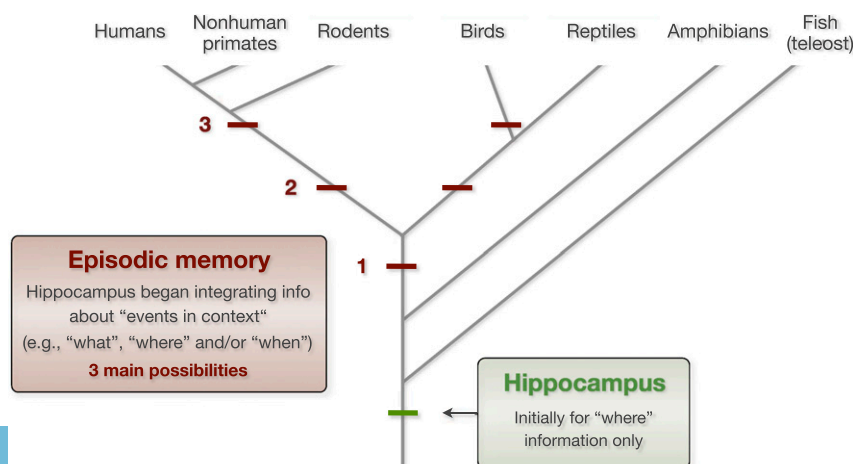 Humans
Nonhuman
primates
Rodents
Birds
Reptiles
Amphibians
Fish
(teleost)
3
2
1
Episodic memory
Hippocampus began integrating info
about “events in context“
(e.g., “what”, “where” and/or “when”)
3 main possibilities
Hippocampus
Initially for “where”
information only